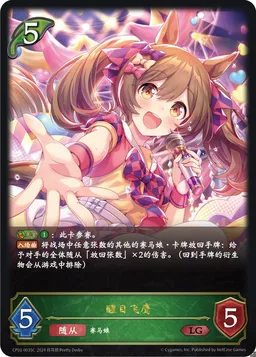 5
：此卡参赛。
入场曲 将战场中任意张数的其他的赛马娘·卡牌放回手牌：给
予对手的全体随从「放回张数」×2的伤害。（回到手牌的衍生
物会从游戏中排除）
醒目飞鹰
5
随从
赛马娘
LG
5